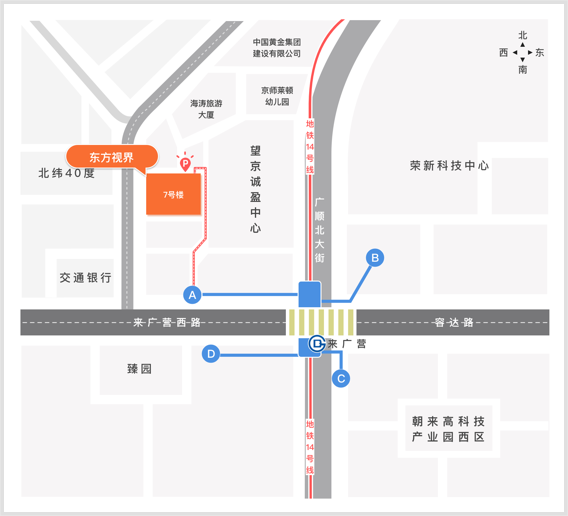 中国黄金集团
建设有限公司
北
西
东
南
海涛旅游
大厦
京师莱顿
幼儿园
地铁14号线
东方视界
P
北纬40度
7号楼
望京诚盈中心
荣新科技中心
广顺北大街
交通银行
A
B
来广营西路
容达路
来广营
D
C
臻园
地铁14号线
朝来高科技
产业园西区